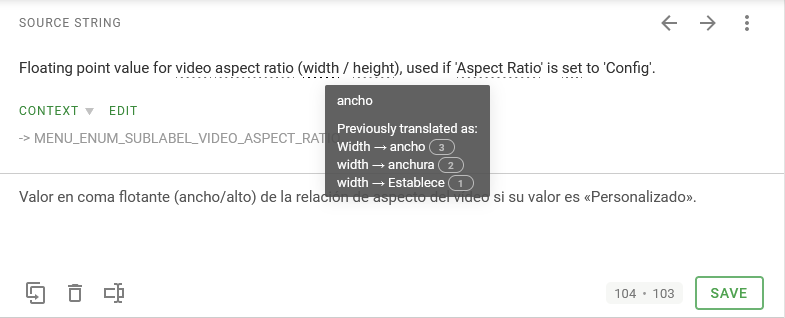 SOURCE STRING
Floating point value for video aspect ratio (width / height), used if 'Aspect Ratio' is set to 'Config'.
CONTEXT EDIT
-> MENU_ENUM_SUBLABEL_VIDEO_ASPECT_RATIO
ancho
Previously translated as:
Width → ancho 3
width → anchura 2
width → Establece 1
Valor en coma flotante (ancho/alto) de la relación de aspecto del vídeo si su valor es «Personalizado».
104 • 103
SAVE